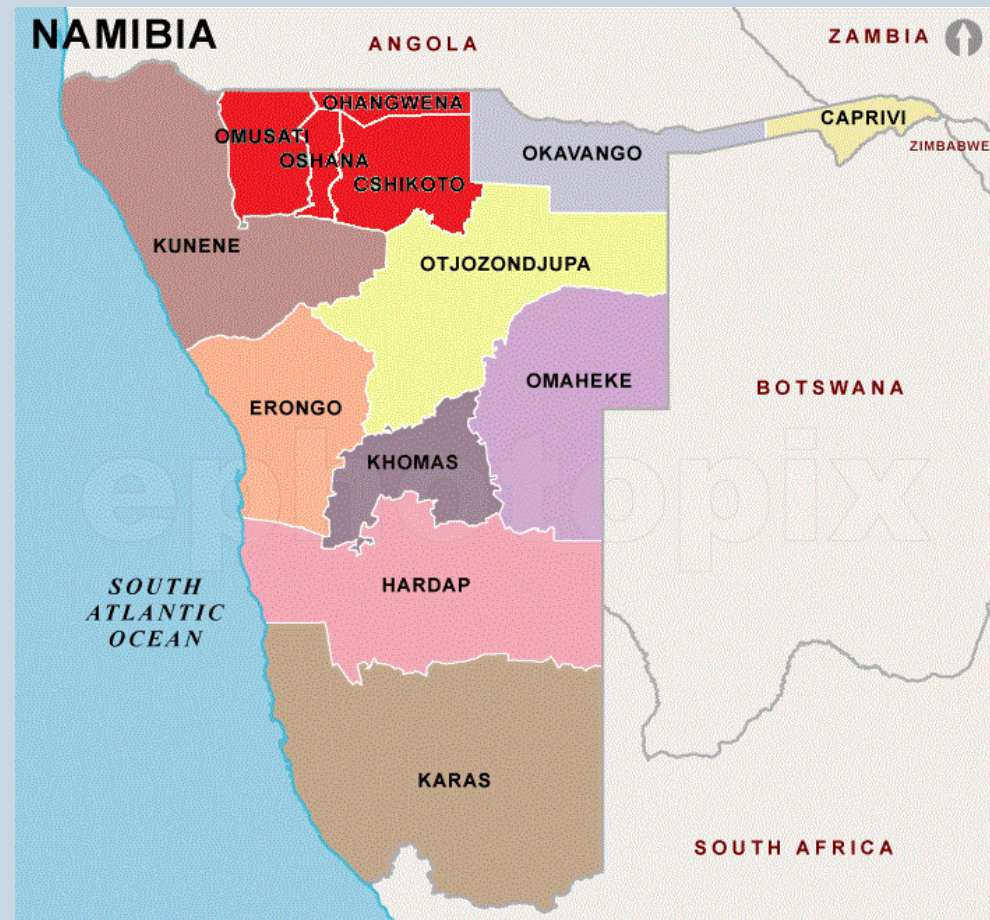 NAMIBIA
ANGOLA
ZAMBIA
OHANGWENA
CAPRIVI
OMUSATI
ZIMBABWE
OSHANA
OKAVANGO
CSHIKOTO
KUNENE
OTJOZONDJUPA
OMAHEKE
BOTSWANA
ERONGO
KHOMAS
ephotopix
SOUTH
ATLANTIC
OCEAN
HARDAP
KARAS
SOUTH AFRICA